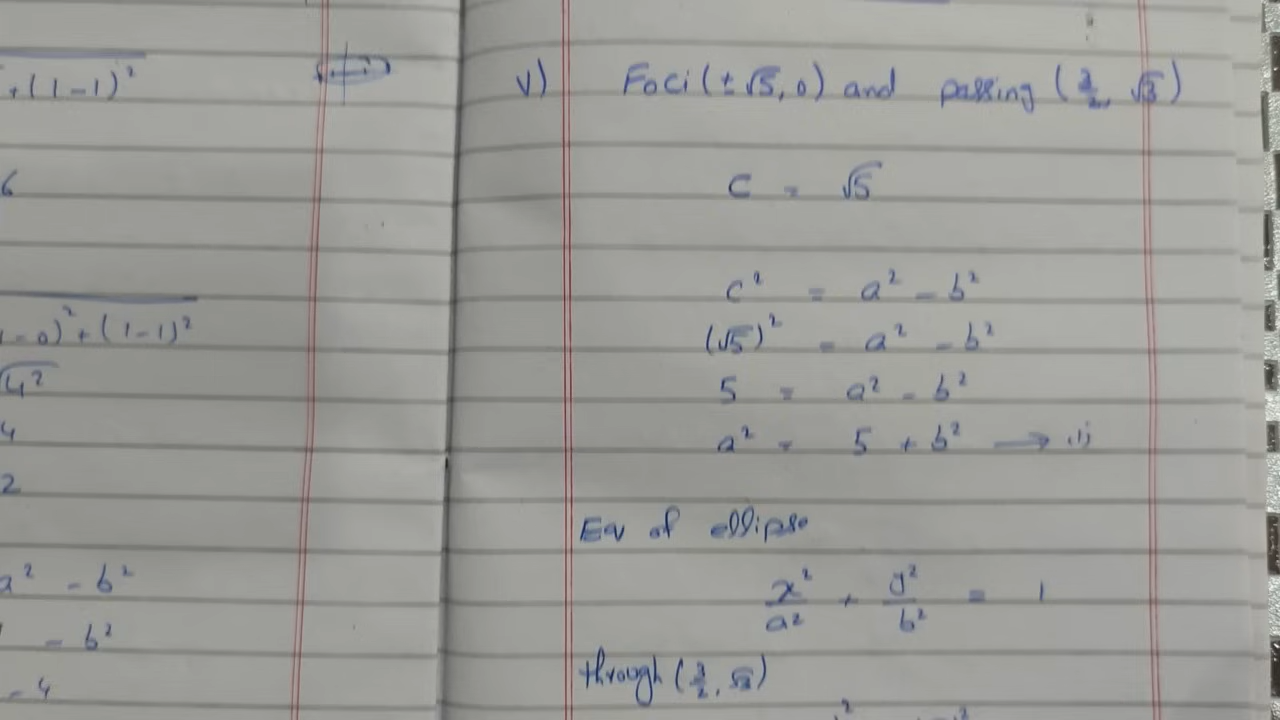 +(1-1)²
6
1-0)²+(1-1)²
√4²
4
2
a² - b²
- b²
- 4
v) Foci (±√5, 0) and passing (3/2, √3)
c = √5
c² = a² - b²
(√5)² = a² - b²
5 = a² - b²
a² = 5 + b² → (1)
Eq of ellipse
x²/a² + y²/b² = 1
through (3/2, √3)